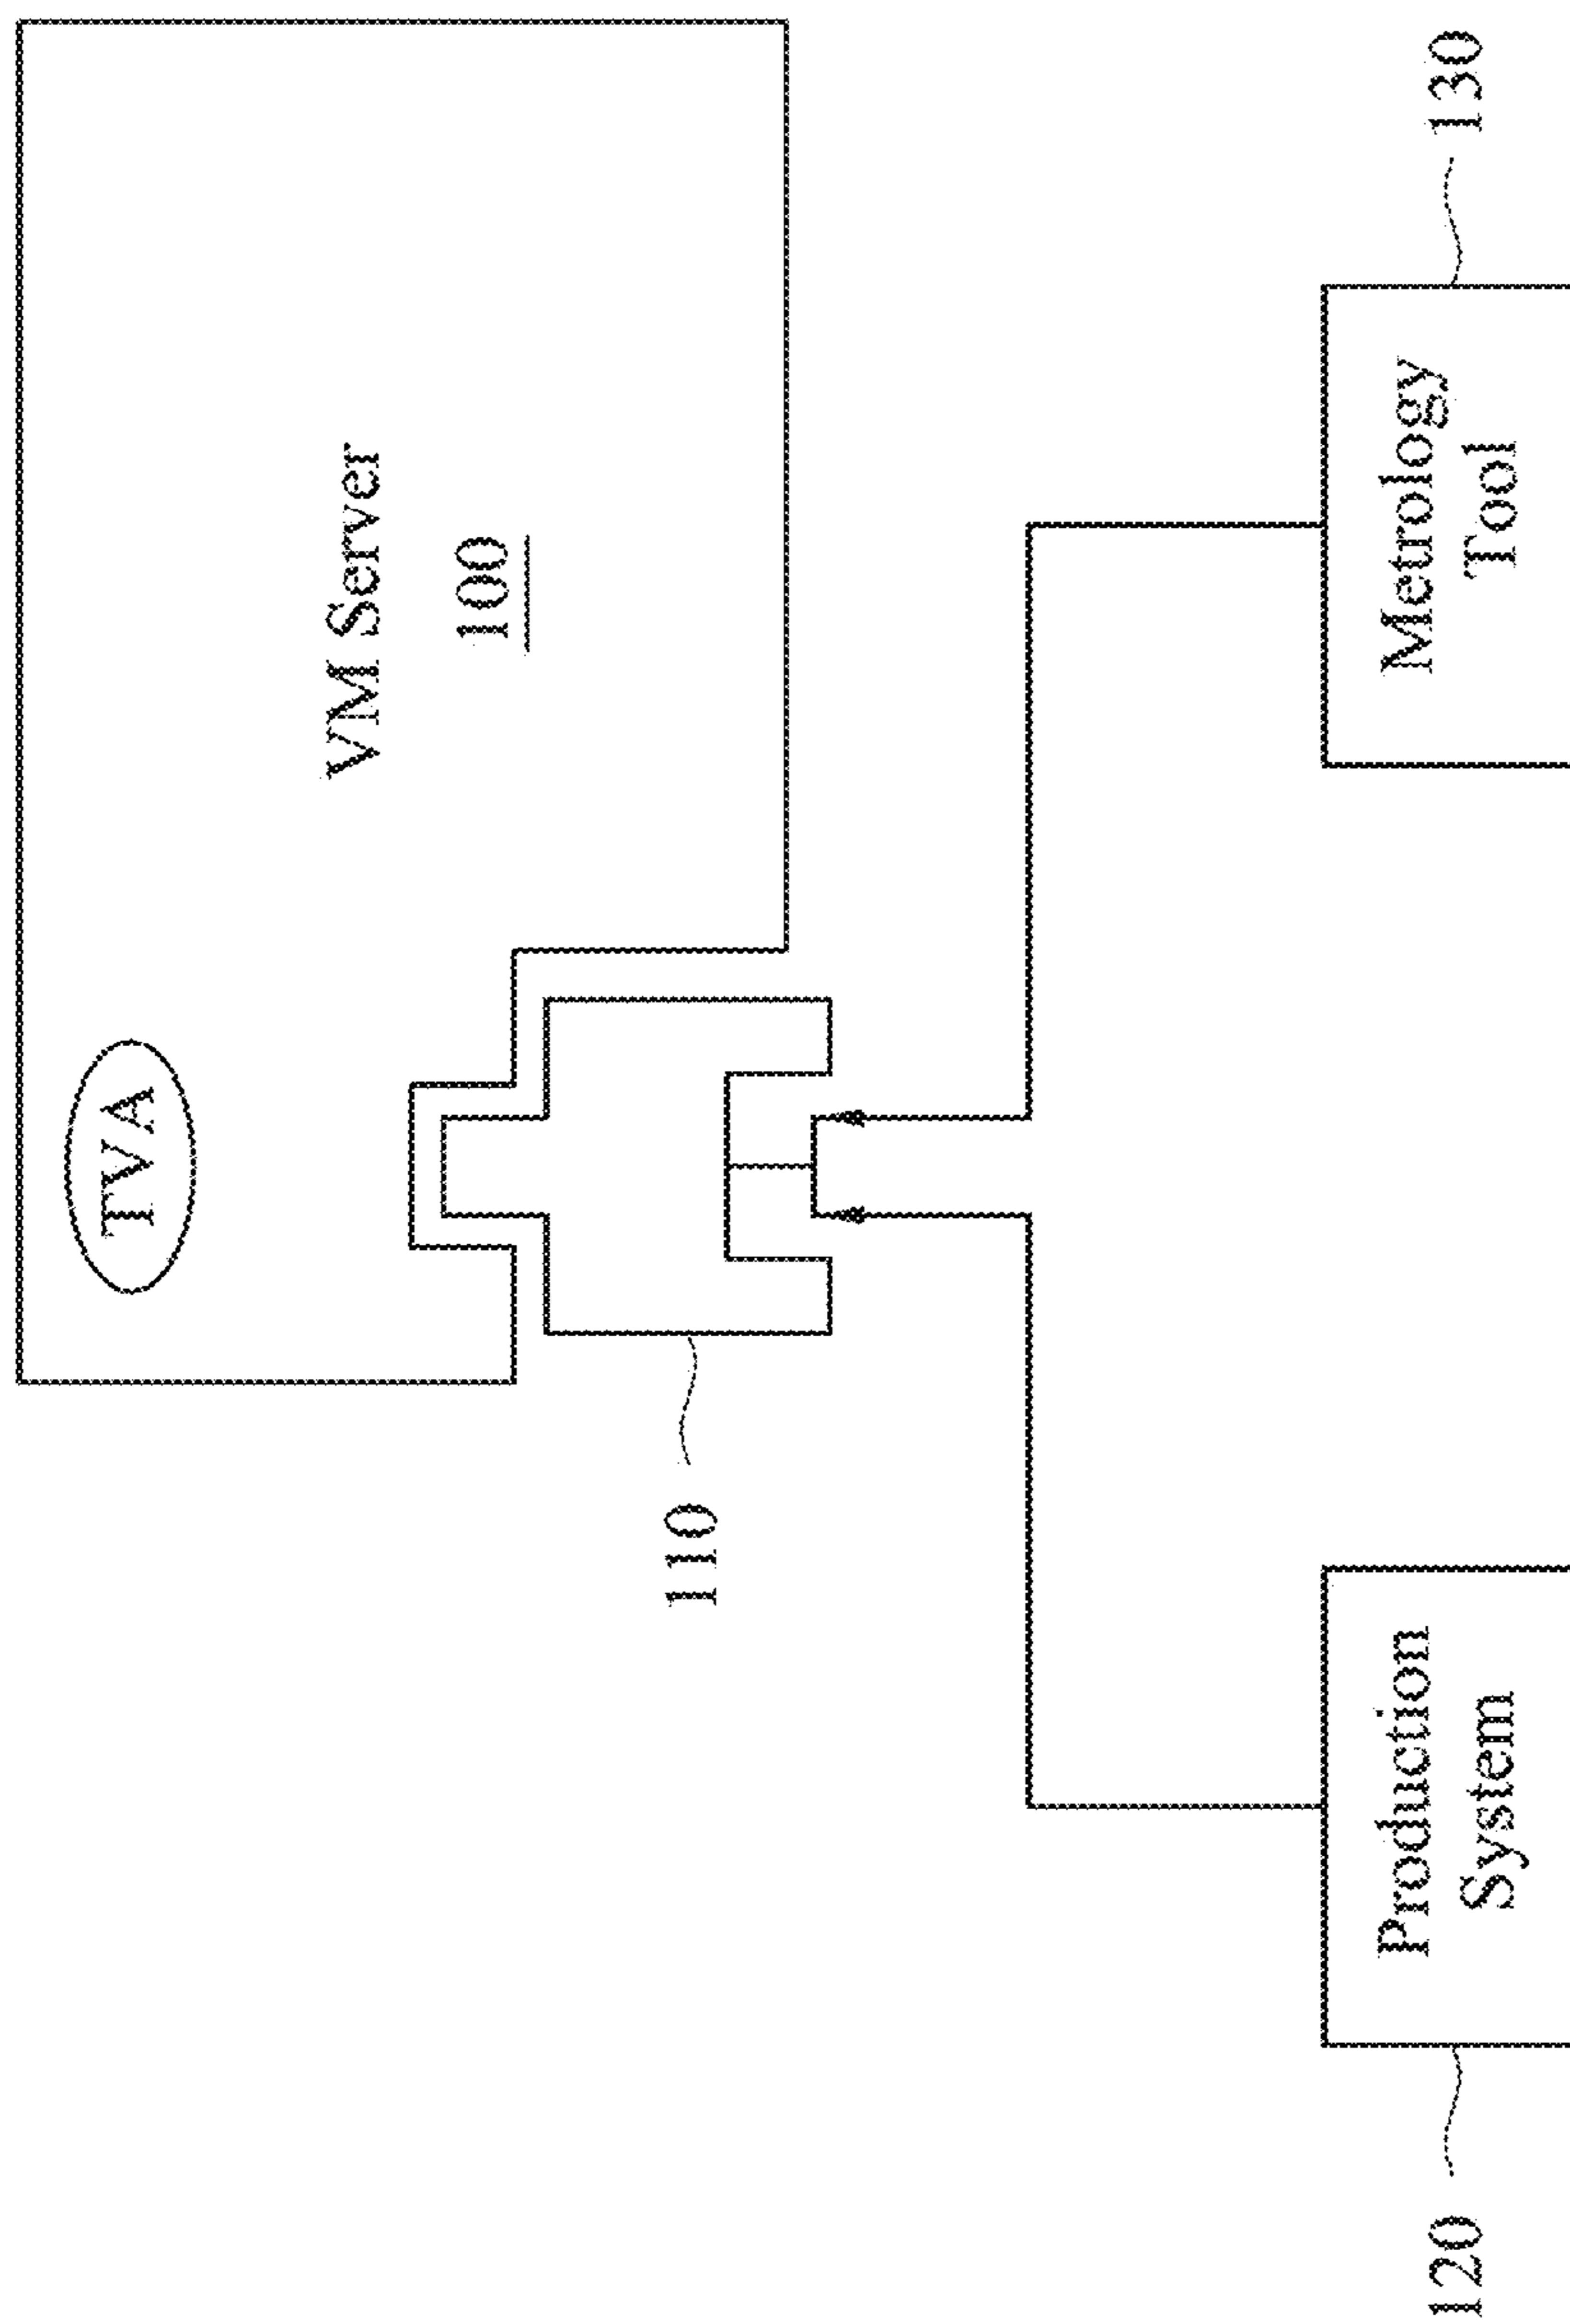 TVA
VM Server
100
110
120
Production
System
Metrology
Tool
130